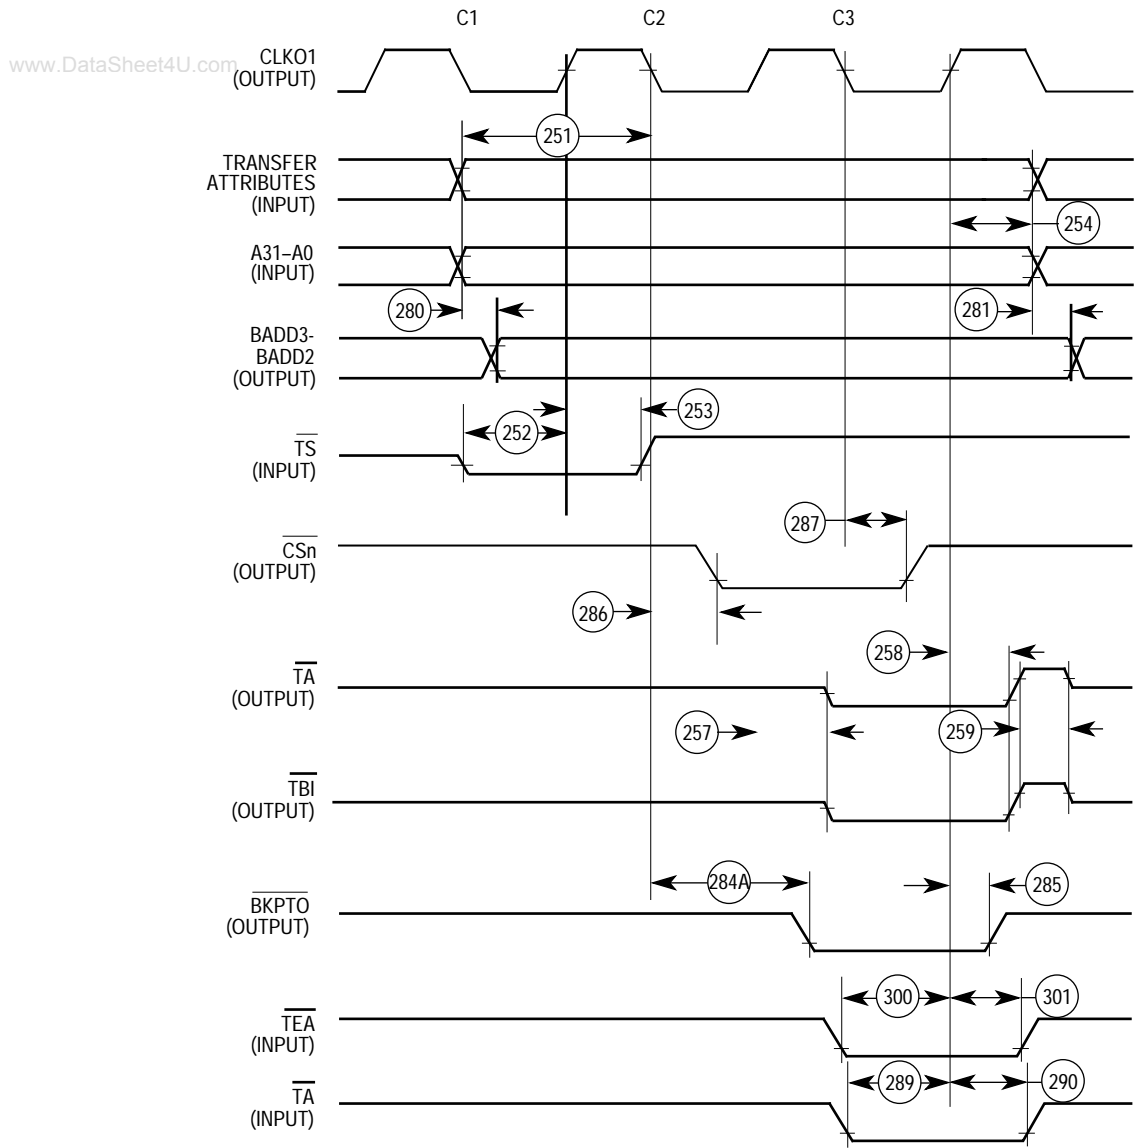 C1 C2 C3
www.DataSheet4U.com
CLKO1
(OUTPUT)
251
TRANSFER
ATTRIBUTES
(INPUT)
254
A31–A0
(INPUT)
280 281
BADD3-
BADD2
(OUTPUT)
253
252
TS
(INPUT)
287
CSn
(OUTPUT)
286
258
TA
(OUTPUT)
257 259
TBI
(OUTPUT)
284A 285
BKPTO
(OUTPUT)
300 301
TEA
(INPUT)
289 290
TA
(INPUT)